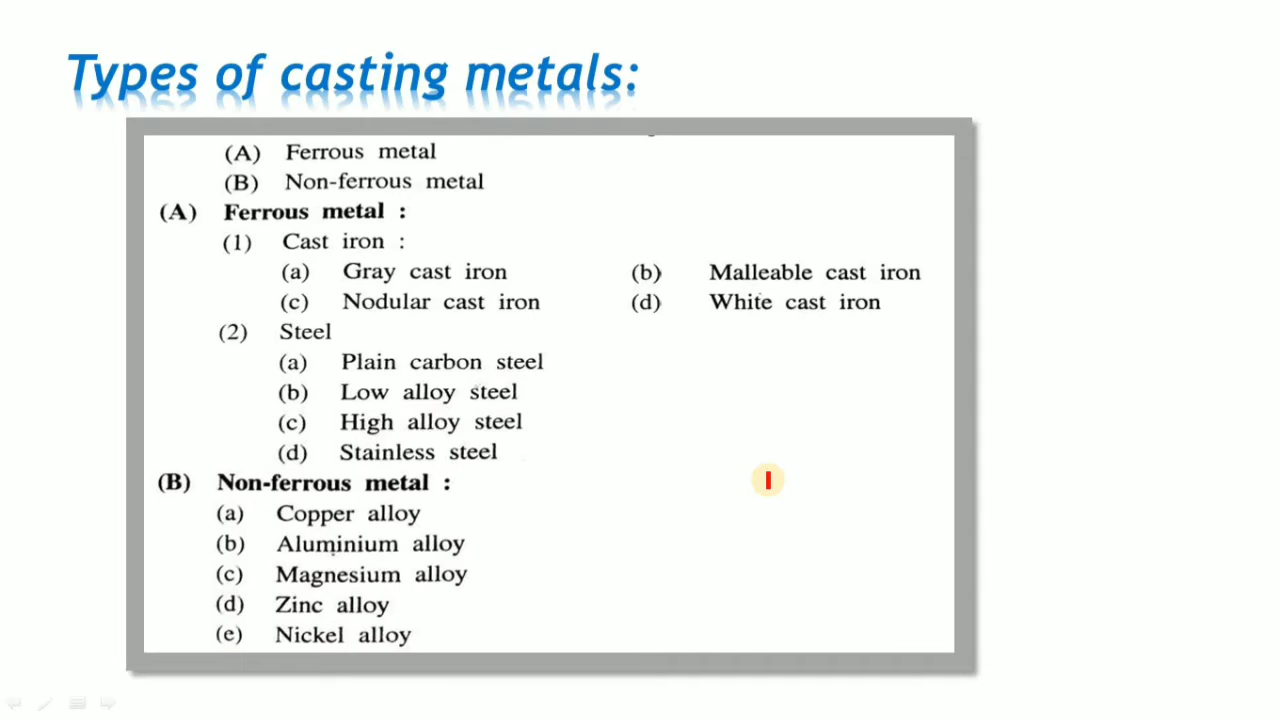 Types of casting metals:
(A) Ferrous metal
(B) Non-ferrous metal
(A) Ferrous metal :
(1) Cast iron :
(a) Gray cast iron (b) Malleable cast iron
(c) Nodular cast iron (d) White cast iron
(2) Steel
(a) Plain carbon steel
(b) Low alloy steel
(c) High alloy steel
(d) Stainless steel
(B) Non-ferrous metal :
(a) Copper alloy
(b) Aluminium alloy
(c) Magnesium alloy
(d) Zinc alloy
(e) Nickel alloy